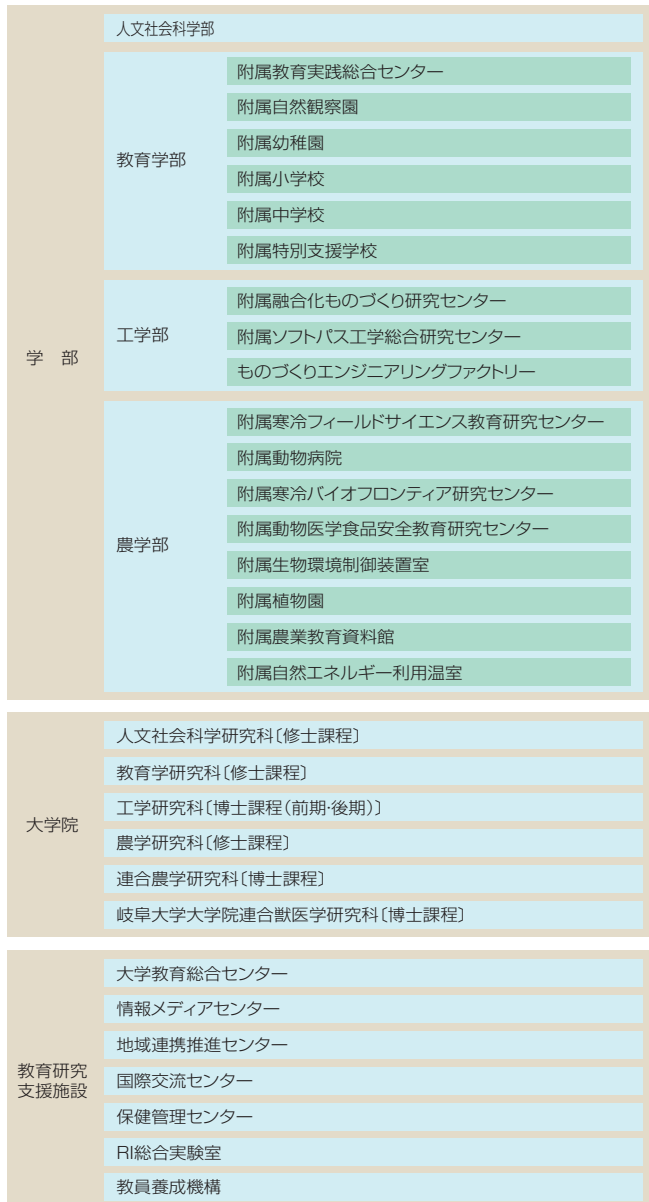 学　部
人文社会科学部
教育学部
附属教育実践総合センター
附属自然観察園
附属幼稚園
附属小学校
附属中学校
附属特別支援学校
工学部
附属融合化ものづくり研究センター
附属ソフトパス工学総合研究センター
ものづくりエンジニアリングファクトリー
農学部
附属寒冷フィールドサイエンス教育研究センター
附属動物病院
附属寒冷バイオフロンティア研究センター
附属動物医学食品安全教育研究センター
附属生物環境制御装置室
附属植物園
附属農業教育資料館
附属自然エネルギー利用温室
大学院
人文社会科学研究科〔修士課程〕
教育学研究科〔修士課程〕
工学研究科〔博士課程（前期・後期）〕
農学研究科〔修士課程〕
連合農学研究科〔博士課程〕
岐阜大学大学院連合獣医学研究科〔博士課程〕
教育研究
支援施設
大学教育総合センター
情報メディアセンター
地域連携推進センター
国際交流センター
保健管理センター
RI総合実験室
教員養成機構